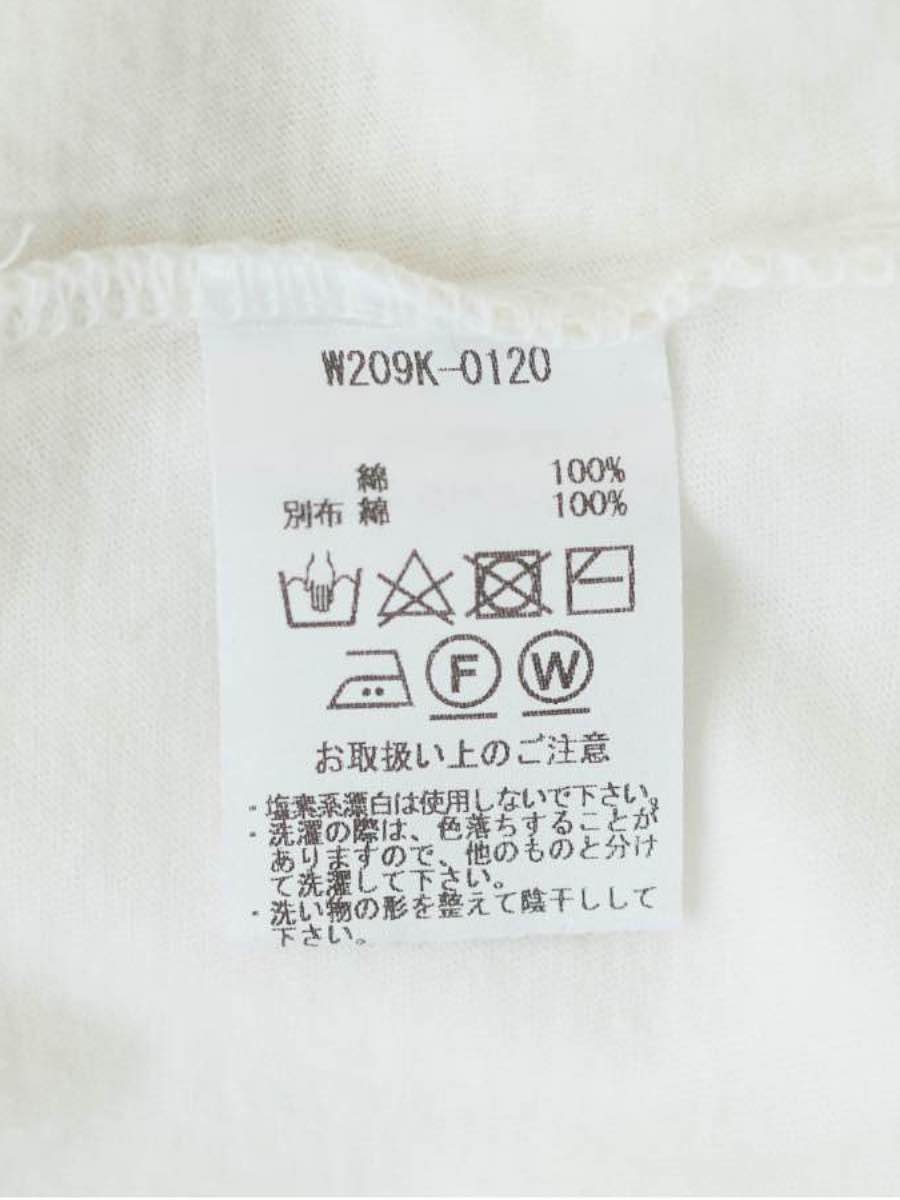 W209K-0120
綿 100%
別布 綿 100%
F W
お取扱い上のご注意
・塩素系漂白は使用しないで下さい。
・洗濯の際は、色落ちすることが
ありますので、他のものと分け
て洗濯して下さい。
・洗い物の形を整えて陰干しして
下さい。